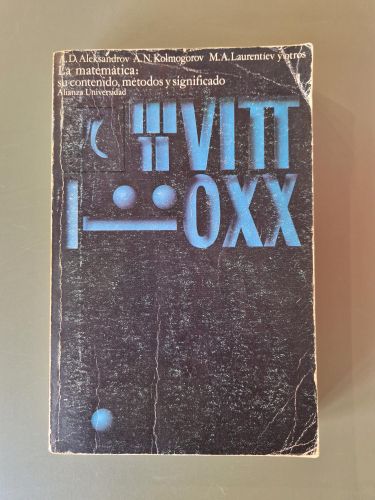 A.D. Aleksandrov A.N. Kolmogorov M.A. Laurentiev y otros
La matemática:
su contenido, métodos y significado
Alianza Universidad
VITT
OXX